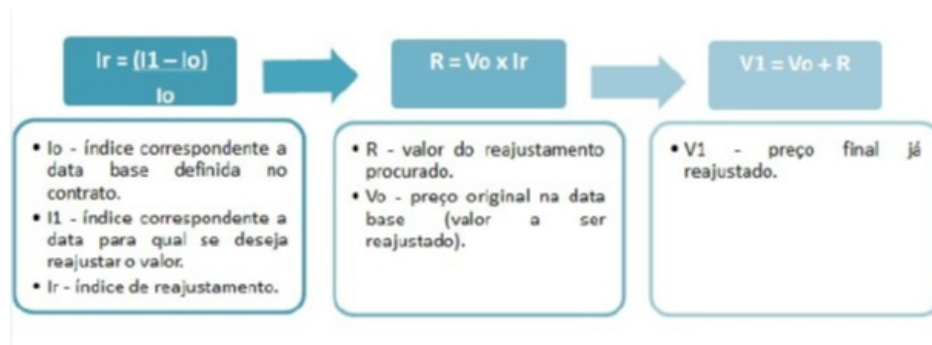 Ir = (I1 – Io)
Io
• Io - índice correspondente a
data base definida no
contrato.
• I1 - índice correspondente a
data para qual se deseja
reajustar o valor.
• Ir - índice de reajustamento.
R = Vo x Ir
• R - valor do reajustamento
procurado.
• Vo - preço original na data
base (valor a ser
reajustado).
V1 = Vo + R
• V1 - preço final já
reajustado.